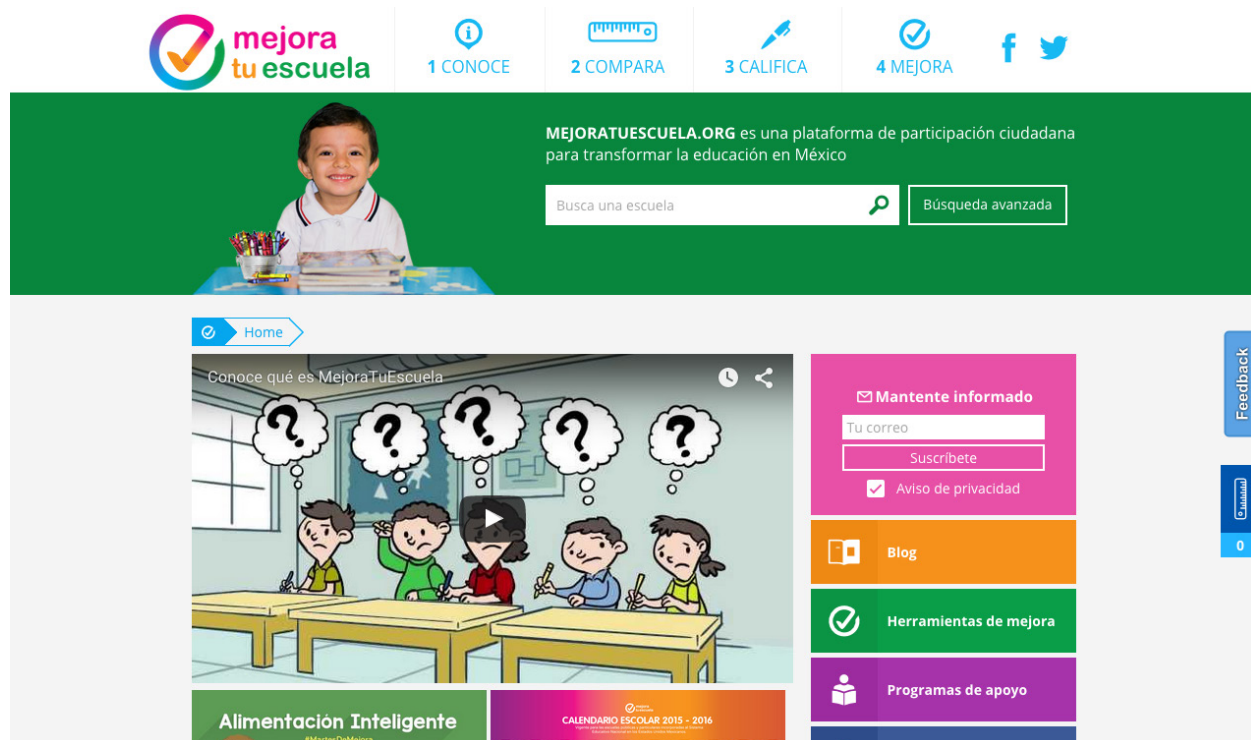 mejora
tu escuela
1 CONOCE
2 COMPARA
3 CALIFICA
4 MEJORA
MEJORATUESCUELA.ORG es una plataforma de participación ciudadana
para transformar la educación en México
Busca una escuela
Búsqueda avanzada
Home
Conoce qué es MejoraTuEscuela
? ? ? ? ?
Mantente informado
Tu correo
Suscríbete
Aviso de privacidad
Blog
Herramientas de mejora
Programas de apoyo
Alimentación Inteligente
#MartesDeMejora
CALENDARIO ESCOLAR 2015 - 2016
Feedback
0